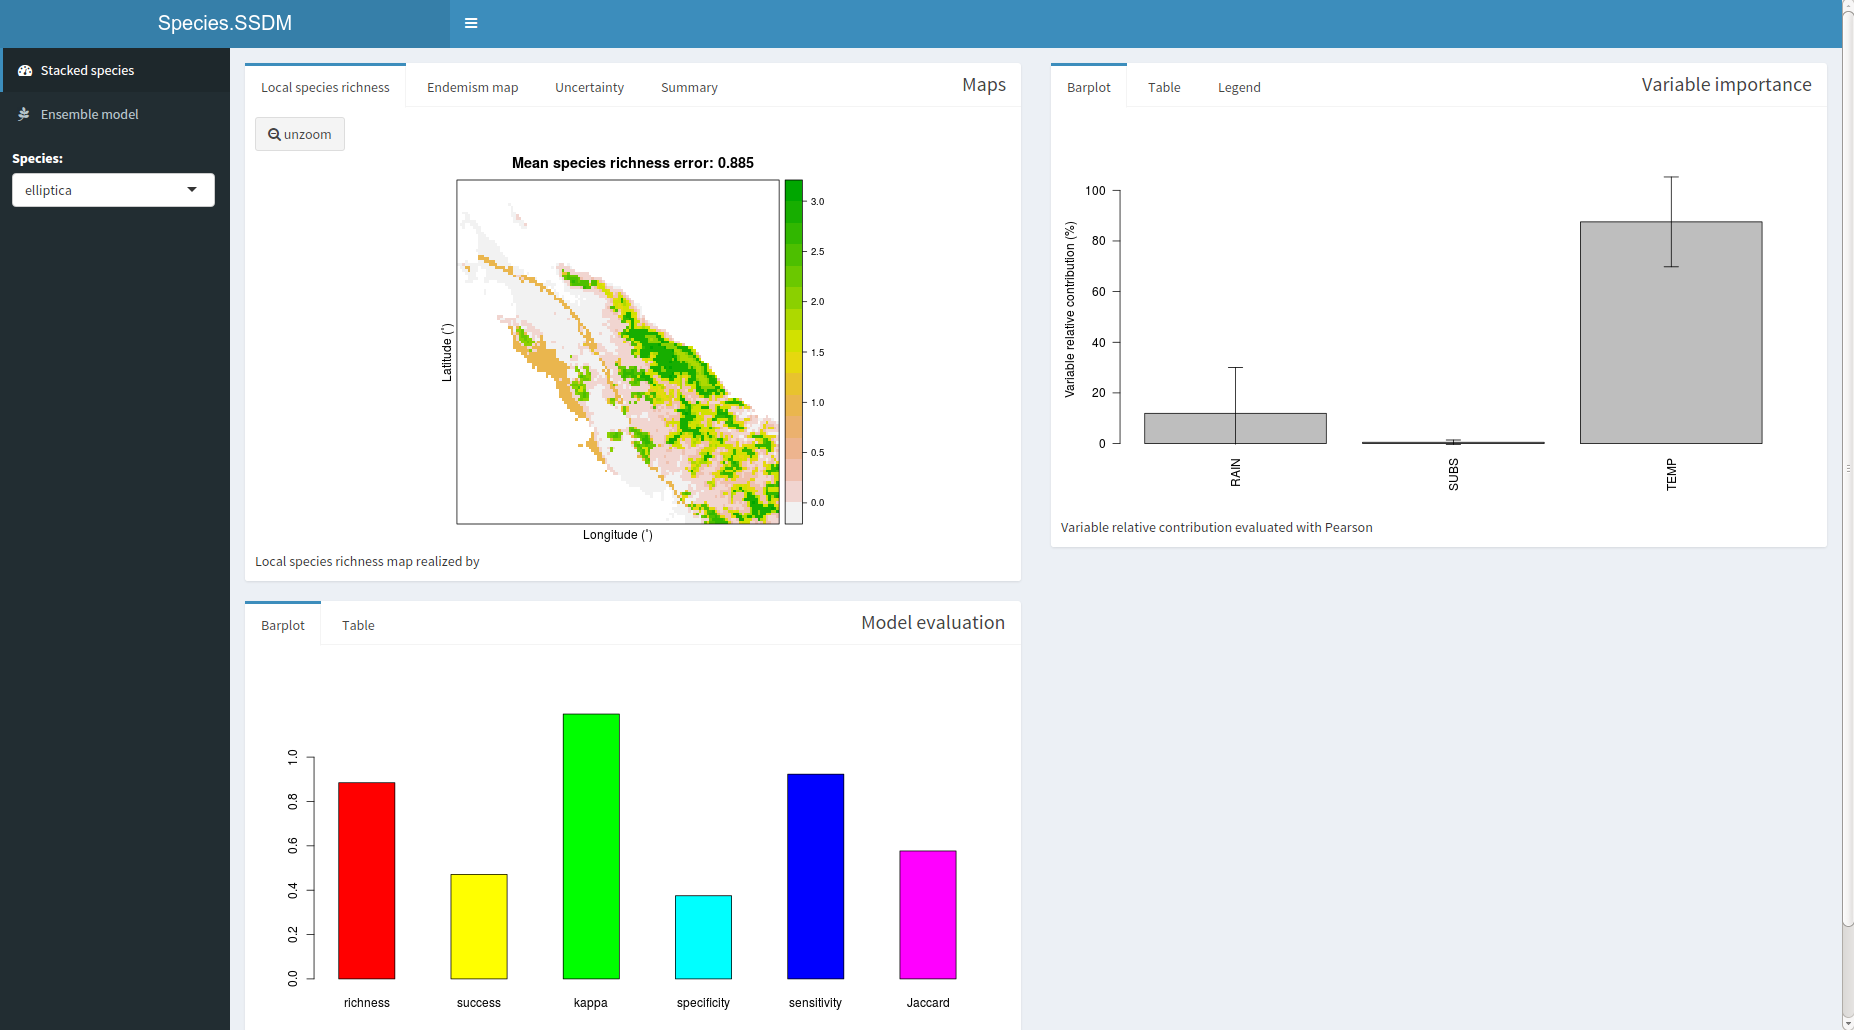 Species.SSDM
Stacked species
Ensemble model
Species:
elliptica
Local species richness
Endemism map
Uncertainty
Summary
Maps
unzoom
Mean species richness error: 0.885
Latitude (°)
3.0
2.5
2.0
1.5
1.0
0.5
0.0
Longitude (°)
Local species richness map realized by
Barplot
Table
Legend
Variable importance
Variable relative contribution (%)
100
80
60
40
20
0
RAIN
SUBS
TEMP
Variable relative contribution evaluated with Pearson
Barplot
Table
Model evaluation
1.0
0.8
0.6
0.4
0.2
0.0
richness
success
kappa
specificity
sensitivity
Jaccard